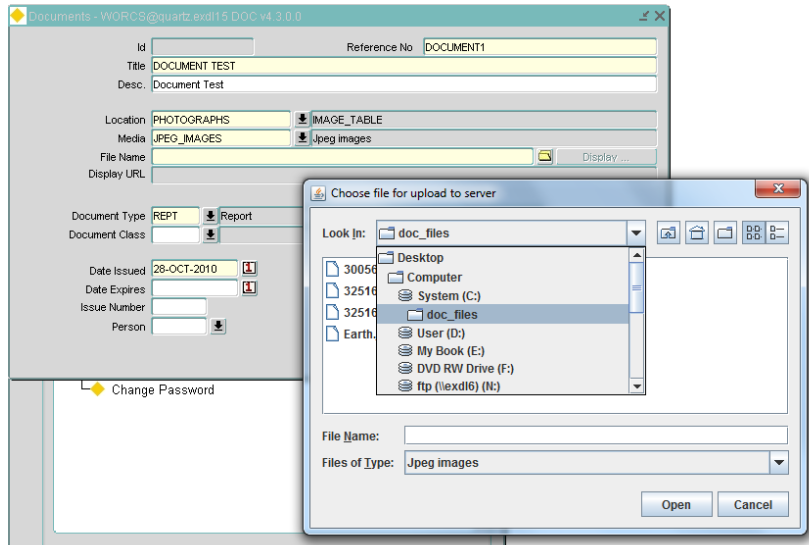 Documents - WORCS@quartz.exdl15 DOC v4.3.0.0
Id
Reference No DOCUMENT1
Title DOCUMENT TEST
Desc. Document Test
Location PHOTOGRAPHS IMAGE_TABLE
Media JPEG_IMAGES Jpeg images
File Name Display ...
Display URL
Document Type REPT Report
Document Class
Date Issued 28-OCT-2010 1
Date Expires 1
Issue Number
Person
Change Password
Choose file for upload to server
Look In: doc_files
Desktop
Computer
System (C:)
doc_files
User (D:)
My Book (E:)
DVD RW Drive (F:)
ftp (\\exdl6) (N:)
30056
32516
32516
Earth.
File Name:
Files of Type: Jpeg images
Open Cancel